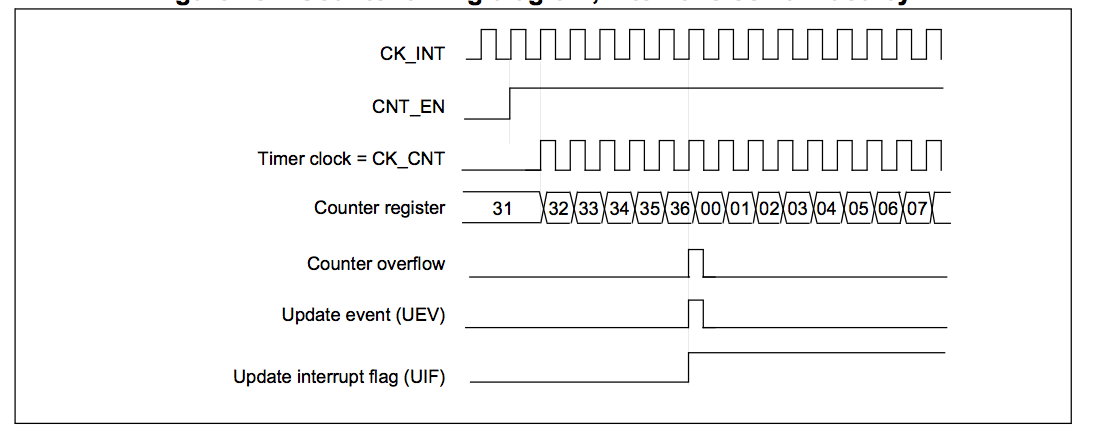 CK_INT
CNT_EN
Timer clock = CK_CNT
Counter register 31 32 33 34 35 36 00 01 02 03 04 05 06 07
Counter overflow
Update event (UEV)
Update interrupt flag (UIF)